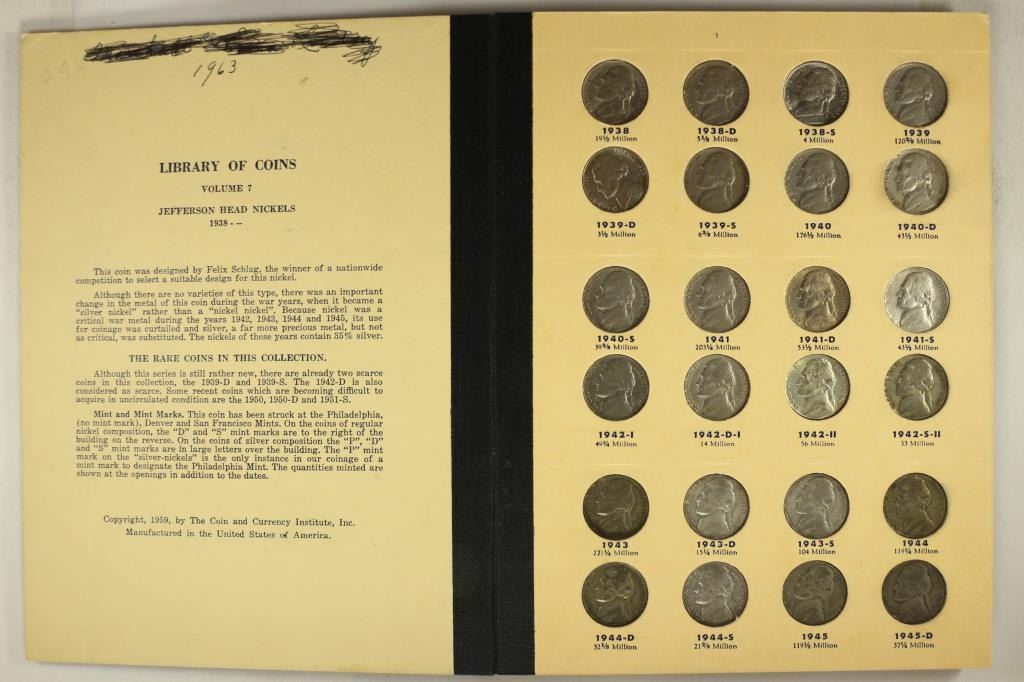 1963
LIBRARY OF COINS
VOLUME 7
JEFFERSON HEAD NICKELS
1938 - –
This coin was designed by Felix Schlag, the winner of a nationwide
competition to select a suitable design for this nickel.
Although there are no varieties of this type, there was an important
change in the metal of this coin during the war years, when it became a
"silver nickel" rather than a "nickel nickel". Because nickel was a
critical war metal during the years 1942, 1943, 1944 and 1945, its use
for coinage was curtailed and silver, a far more precious metal, but not
as critical, was substituted. The nickels of these years contain 35% silver.
THE RARE COINS IN THIS COLLECTION.
Although this series is still rather new, there are already two scarce
coins in this collection, the 1939-D and 1939-S. The 1942-D is also
considered as scarce. Some recent coins which are becoming difficult to
acquire in uncirculated condition are the 1950, 1950-D and 1951-S.
Mint and Mint Marks. This coin has been struck at the Philadelphia,
(no mint mark), Denver and San Francisco Mints. On the coins of regular
nickel composition, the "D" and "S" mint marks are to the right of the
building on the reverse. On the coins of silver composition the "P", "D"
and "S" mint marks are in large letters over the building. The "P" mint
mark on the "silver-nickels" is the only instance in our coinage of a
mint mark to designate the Philadelphia Mint. The quantities minted are
shown at the openings in addition to the dates.
Copyright, 1959, by The Coin and Currency Institute, Inc.
Manufactured in the United States of America.
1938 1938-D 1938-S 1939
19½ Million 5⅜ Million 4 Million 120⅝ Million
1939-D 1939-S 1940 1940-D
3½ Million 6⅝ Million 176½ Million 43½ Million
1940-S 1941 1941-D 1941-S
39⅝ Million 203¼ Million 53½ Million 43½ Million
1942-I 1942-D-I 1942-II 1942-S-II
49¾ Million 14 Million 56 Million 33 Million
1943 1943-D 1943-S 1944
271¼ Million 15¼ Million 104 Million 119¼ Million
1944-D 1944-S 1945 1945-D
32⅜ Million 21⅝ Million 119½ Million 37¼ Million